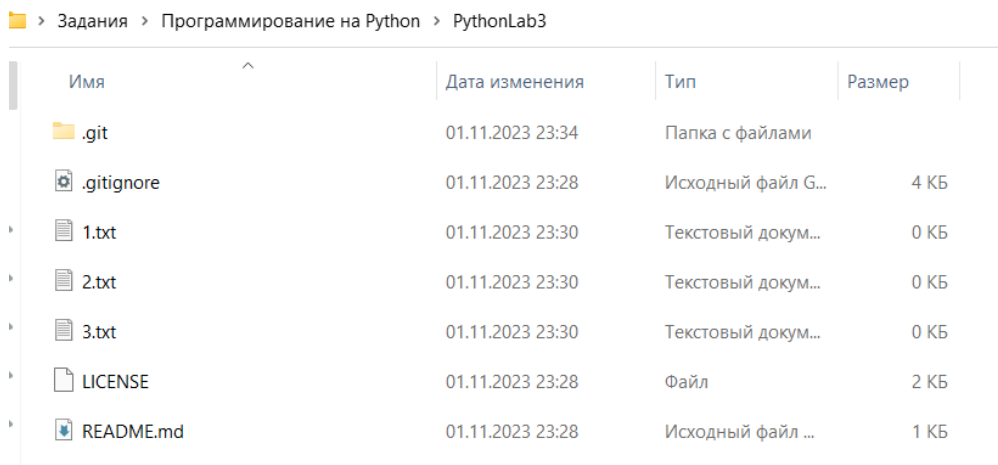 Задания > Программирование на Python > PythonLab3
Имя Дата изменения Тип Размер
.git 01.11.2023 23:34 Папка с файлами
.gitignore 01.11.2023 23:28 Исходный файл G... 4 КБ
1.txt 01.11.2023 23:30 Текстовый докум... 0 КБ
2.txt 01.11.2023 23:30 Текстовый докум... 0 КБ
3.txt 01.11.2023 23:30 Текстовый докум... 0 КБ
LICENSE 01.11.2023 23:28 Файл 2 КБ
README.md 01.11.2023 23:28 Исходный файл ... 1 КБ